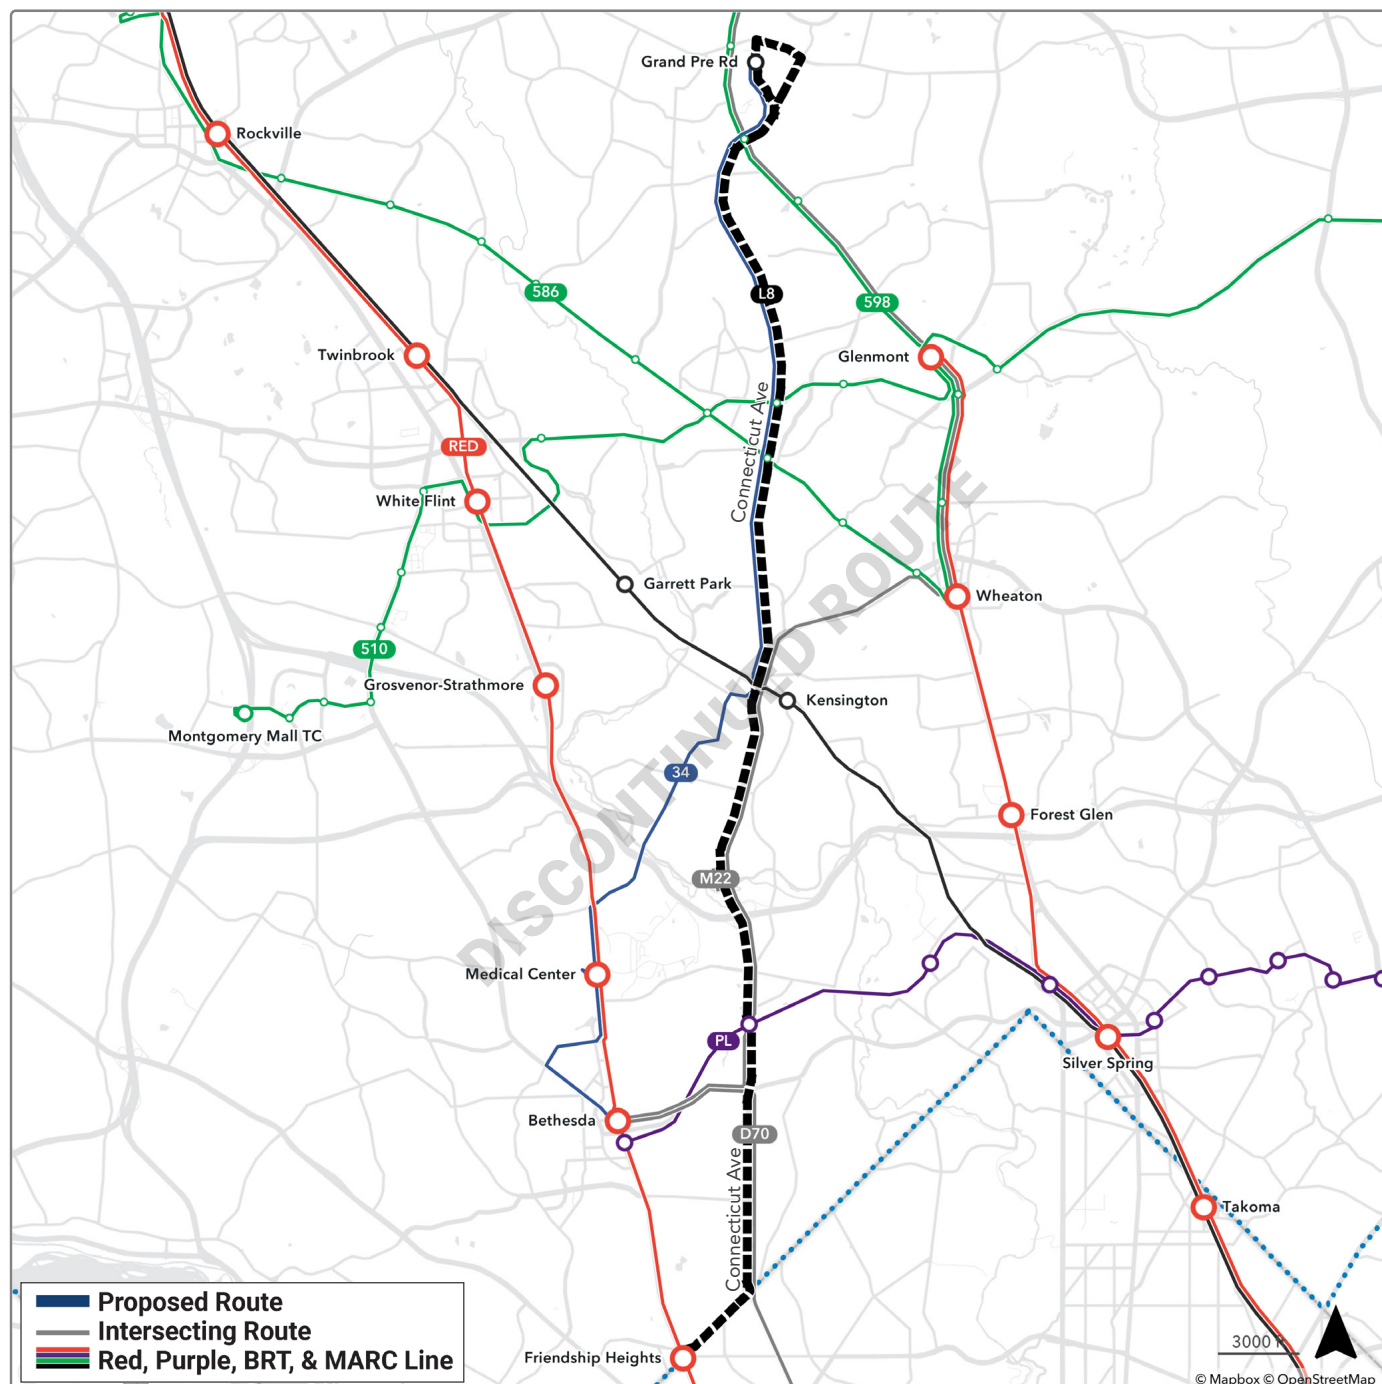 Grand Pre Rd
Rockville
586
L8
598
Twinbrook
Glenmont
Connecticut Ave
RED
White Flint
Garrett Park
Wheaton
510
Grosvenor-Strathmore
Kensington
Montgomery Mall TC
34
DISCONTINUED ROUTE
Forest Glen
M22
Medical Center
PL
Silver Spring
Bethesda
D70
Connecticut Ave
Takoma
Proposed Route
Intersecting Route
Red, Purple, BRT, & MARC Line
Friendship Heights
3000 f
© Mapbox © OpenStreetMap